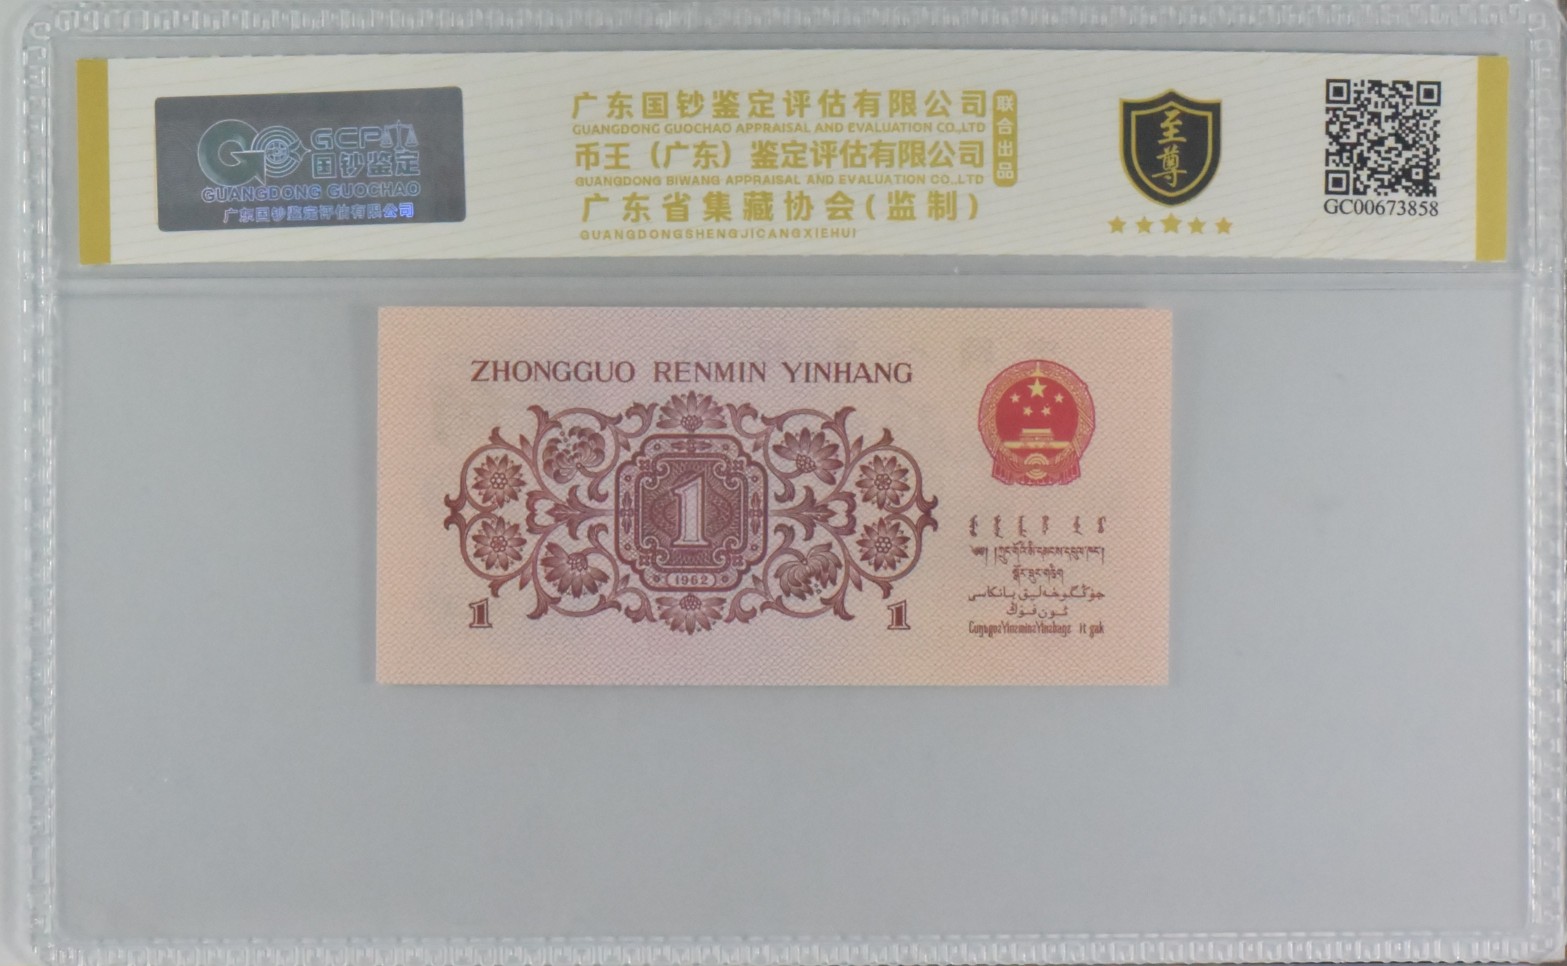 GCP
国钞鉴定
GUANGDONG GUOCHAO
广东国钞鉴定评估有限公司
广东国钞鉴定评估有限公司
GUANGDONG GUOCHAO APPRAISAL AND EVALUATION CO.,LTD
币王（广东）鉴定评估有限公司
GUANGDONG BIWANG APPRAISAL AND EVALUATION CO.,LTD
联合出品
广东省集藏协会(监制)
GUANGDONGSHENGJICANGXIEHUI
至尊
GC00673858
ZHONGGUO RENMIN YINHANG
1
(1962)
1
1